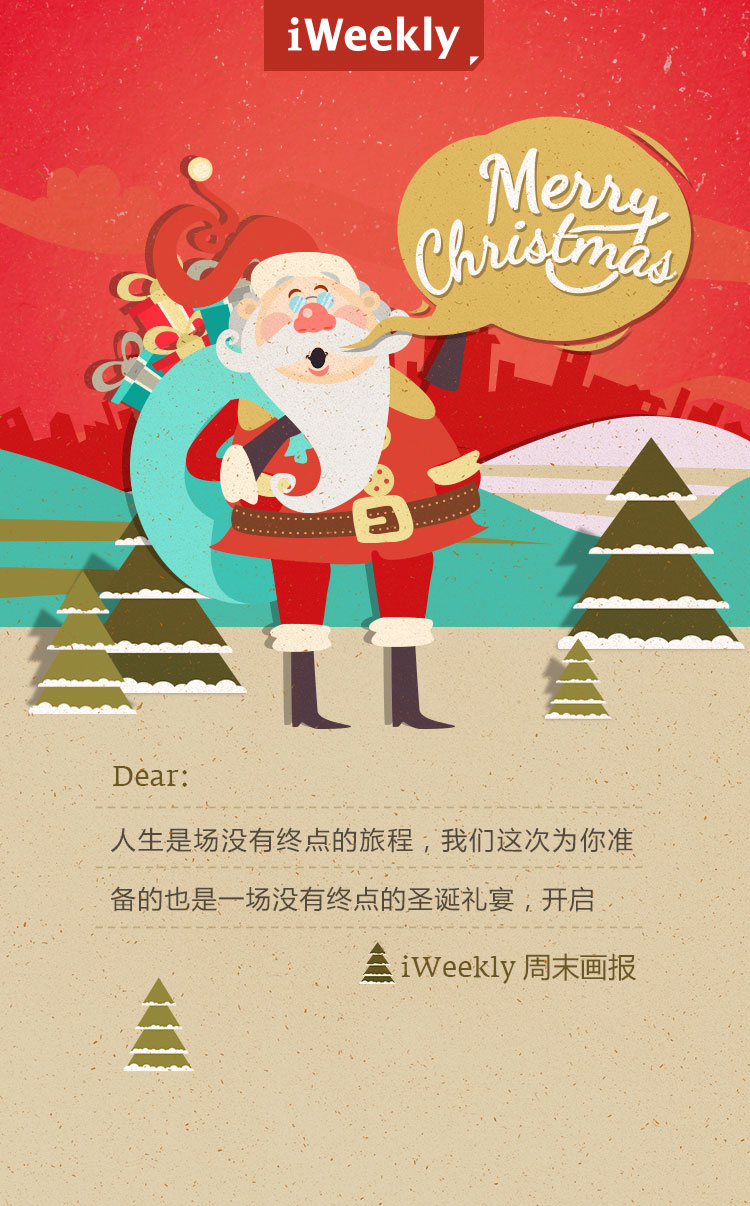 iWeekly
Merry
Christmas
Dear:
人生是场没有终点的旅程，我们这次为你准
备的也是一场没有终点的圣诞礼宴，开启
iWeekly 周末画报